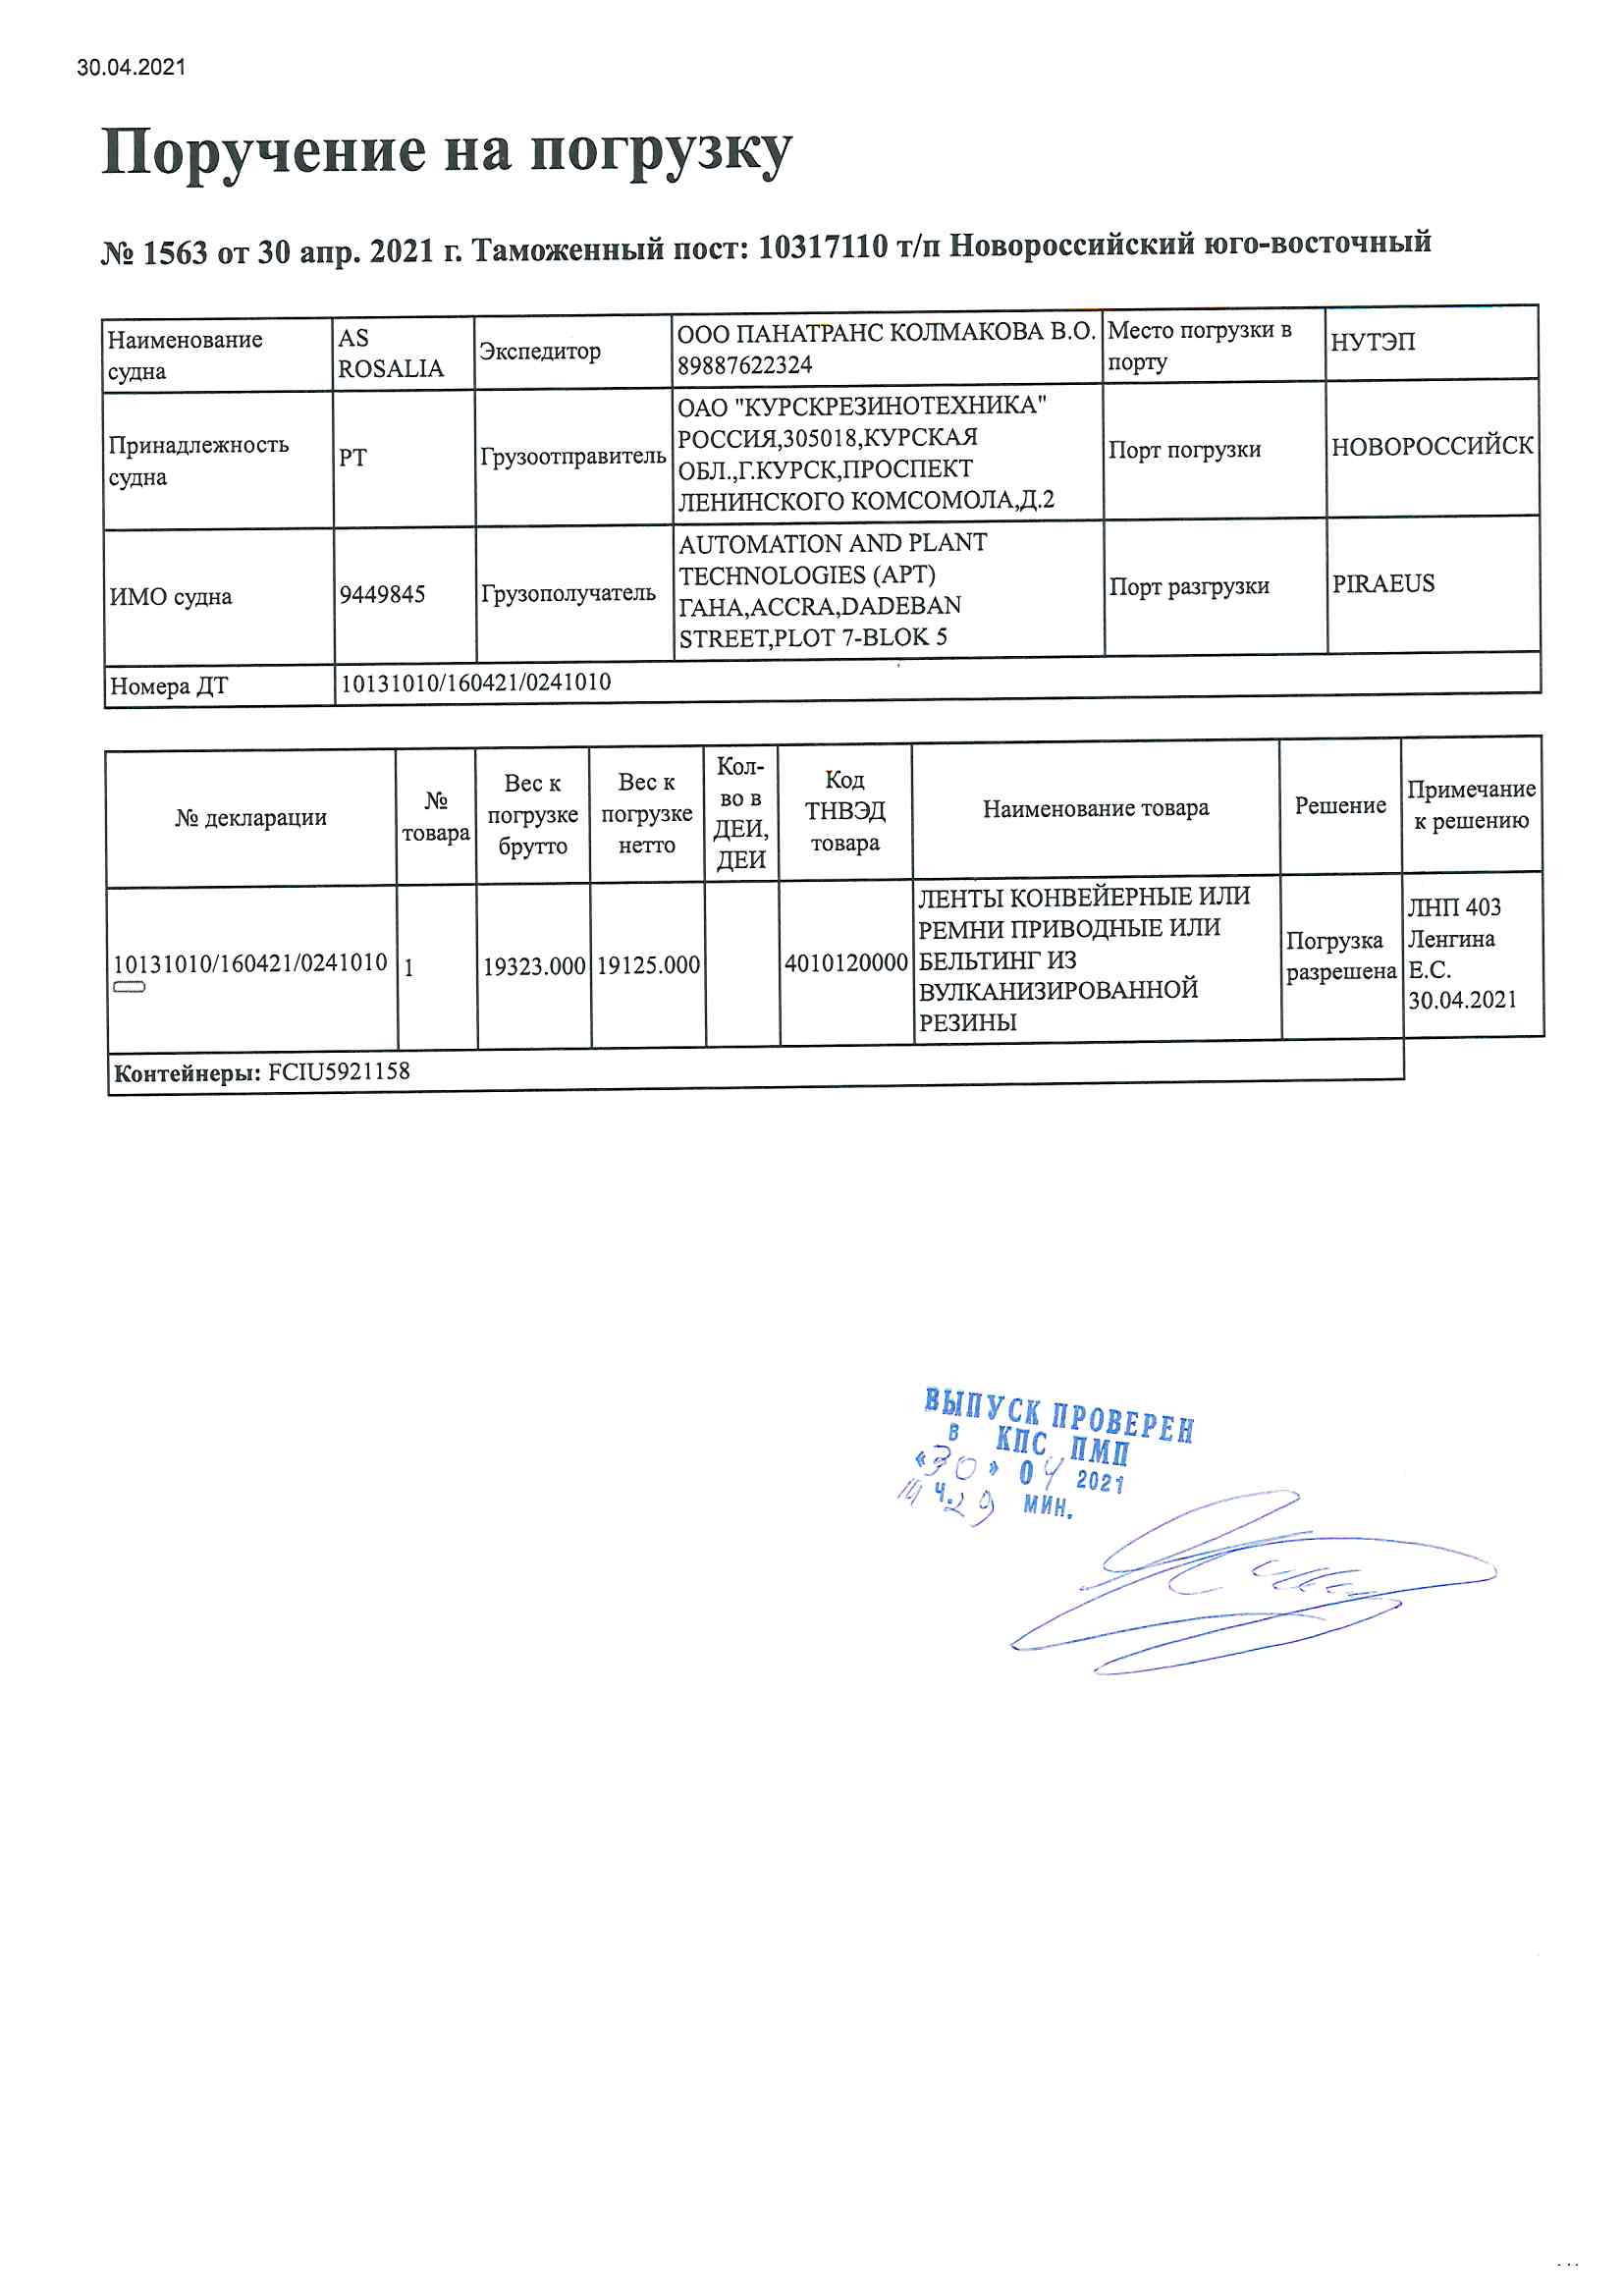 30.04.2021
Поручение на погрузку
№ 1563 от 30 апр. 2021 г. Таможенный пост: 10317110 т/п Новороссийский юго-восточный
Наименование
судна
AS
ROSALIA
Экспедитор
ООО ПАНАТРАНС КОЛМАКОВА В.О.
89887622324
Место погрузки в
порту
НУТЭП
Принадлежность
судна
PT
Грузоотправитель
ОАО "КУРСКРЕЗИНОТЕХНИКА"
РОССИЯ,305018,КУРСКАЯ
ОБЛ.,Г.КУРСК,ПРОСПЕКТ
ЛЕНИНСКОГО КОМСОМОЛА,Д.2
Порт погрузки
НОВОРОССИЙСК
ИМО судна
9449845
Грузополучатель
AUTOMATION AND PLANT
TECHNOLOGIES (APT)
ГАНА,ACCRA,DADEBAN
STREET,PLOT 7-BLOK 5
Порт разгрузки
PIRAEUS
Номера ДТ
10131010/160421/0241010
№ декларации
№
товара
Вес к
погрузке
брутто
Вес к
погрузке
нетто
Кол-
во в
ДЕИ,
ДЕИ
Код
ТНВЭД
товара
Наименование товара
Решение
Примечание
к решению
10131010/160421/0241010
1
19323.000
19125.000
4010120000
ЛЕНТЫ КОНВЕЙЕРНЫЕ ИЛИ
РЕМНИ ПРИВОДНЫЕ ИЛИ
БЕЛЬТИНГ ИЗ
ВУЛКАНИЗИРОВАННОЙ
РЕЗИНЫ
Погрузка
разрешена
ЛНП 403
Ленгина
Е.С.
30.04.2021
Контейнеры: FCIU5921158
ВЫПУСК ПРОВЕРЕН
В КПС ПМП
«30» 04 2021
Ч. 29 МИН.